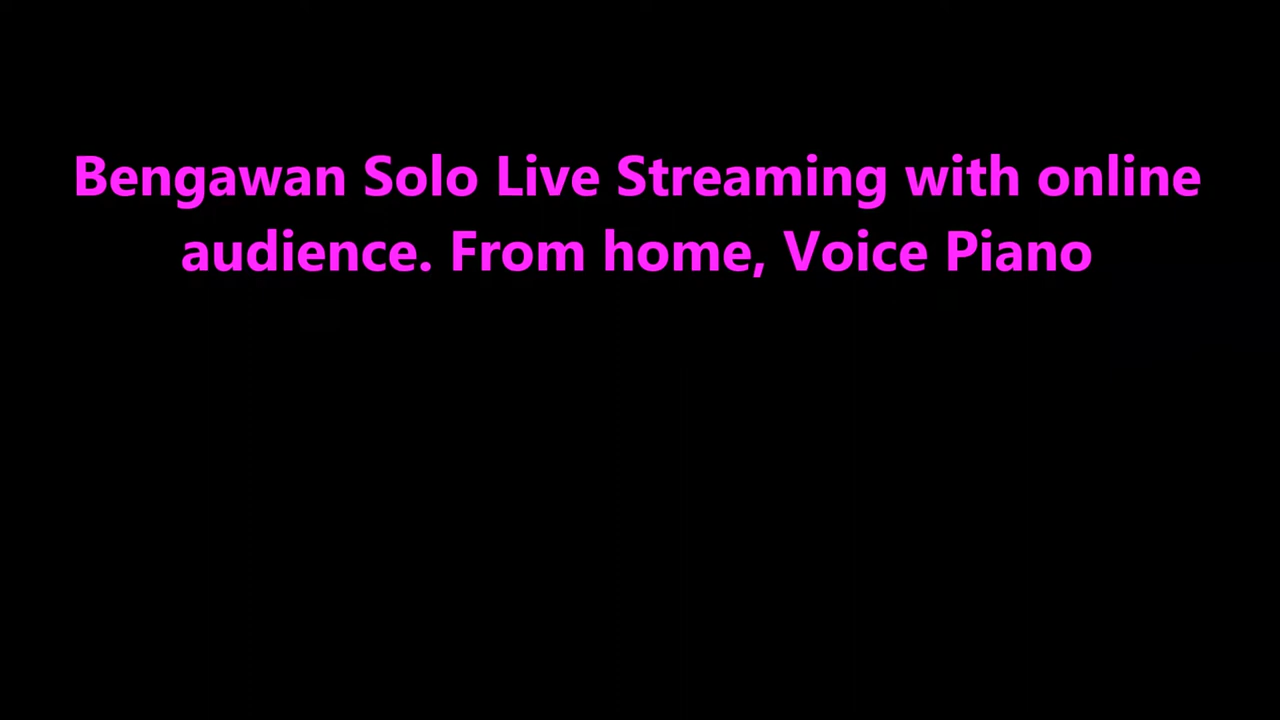 Bengawan Solo Live Streaming with online
audience. From home, Voice Piano